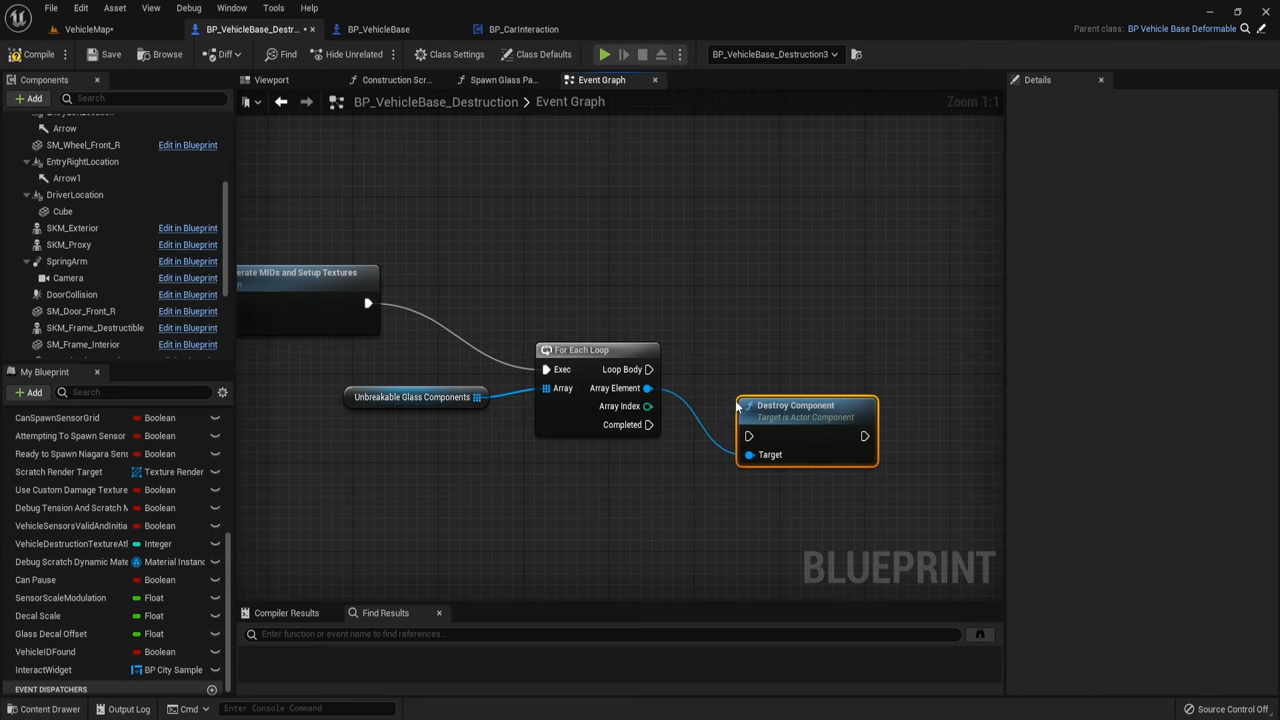 File Edit Asset View Debug Window Tools Help
VehicleMap•
BP_VehicleBase_Destr... •
BP_VehicleBase
BP_CarInteraction
Parent class: BP Vehicle Base Deformable
Compile Save Browse Diff Find Hide Unrelated Class Settings Class Defaults BP_VehicleBase_Destruction3
Components
Viewport
Construction Scr...
Spawn Glass Pa...
Event Graph
Details
Add
Search
BP_VehicleBase_Destruction > Event Graph
Zoom 1:1
Arrow
SM_Wheel_Front_R Edit in Blueprint
EntryRightLocation Edit in Blueprint
Arrow1
DriverLocation
Cube
SKM_Exterior Edit in Blueprint
SKM_Proxy Edit in Blueprint
SpringArm Edit in Blueprint
Camera Edit in Blueprint
DoorCollision Edit in Blueprint
SM_Door_Front_R Edit in Blueprint
SKM_Frame_Destructible Edit in Blueprint
SM_Frame_Interior Edit in Blueprint
erate MIDs and Setup Textures
n
Unbreakable Glass Components
For Each Loop
Exec Loop Body
Array Array Element
Array Index
Completed
Destroy Component
Target is Actor Component
Target
BLUEPRINT
My Blueprint
Add
Search
CanSpawnSensorGrid Boolean
Attempting To Spawn Sensor Boolean
Ready to Spawn Niagara Senso Boolean
Scratch Render Target Texture Render
Use Custom Damage Texture Boolean
Debug Tension And Scratch M Boolean
VehicleSensorsValidAndInitia Boolean
VehicleDestructionTextureAtl Integer
Debug Scratch Dynamic Mate Material Instanc
Can Pause Boolean
SensorScaleModulation Float
Decal Scale Float
Glass Decal Offset Float
VehicleIDFound Boolean
InteractWidget BP City Sample
EVENT DISPATCHERS
Compiler Results
Find Results
Enter function or event name to find references...
Content Drawer Output Log Cmd Enter Console Command
Source Control Off